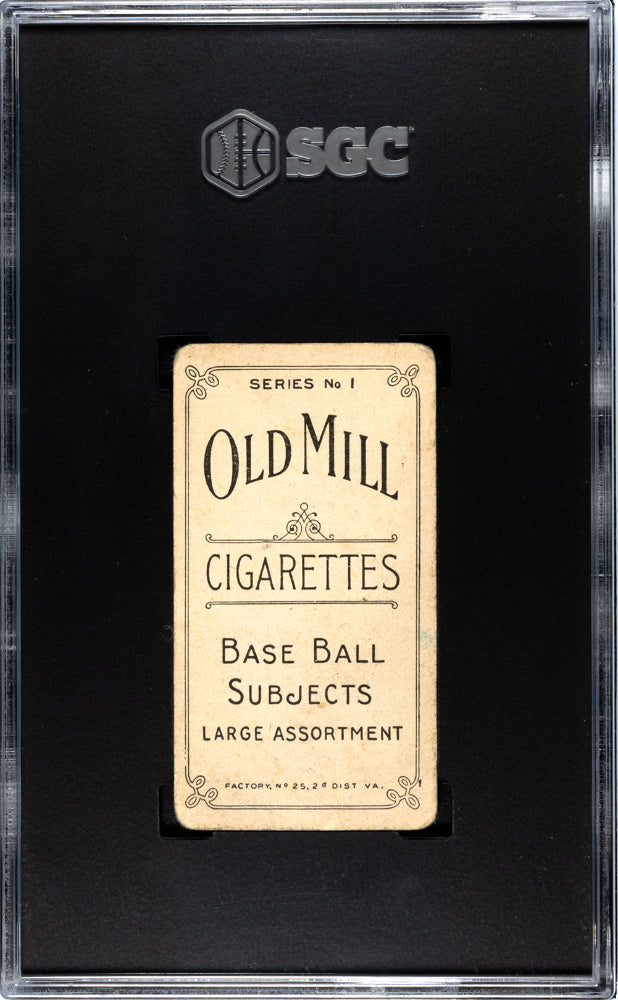 SGC
SERIES No 1
OLD MILL
CIGARETTES
BASE BALL
SUBJECTS
LARGE ASSORTMENT
FACTORY, No 25, 2d DIST VA.